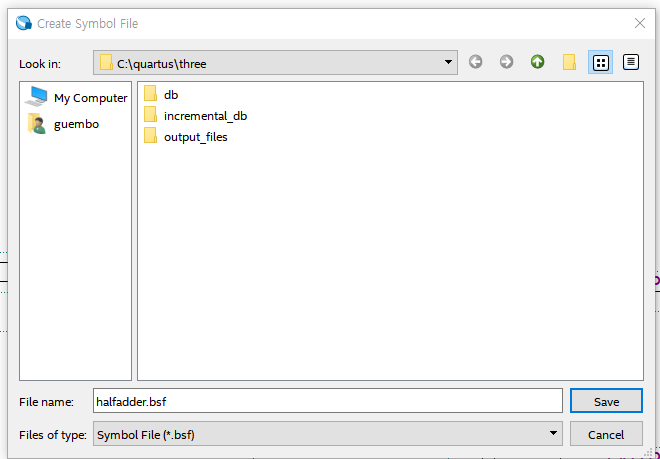 Create Symbol File
Look in: C:\quartus\three
My Computer
guembo
db
incremental_db
output_files
File name: halfadder.bsf Save
Files of type: Symbol File (*.bsf) Cancel